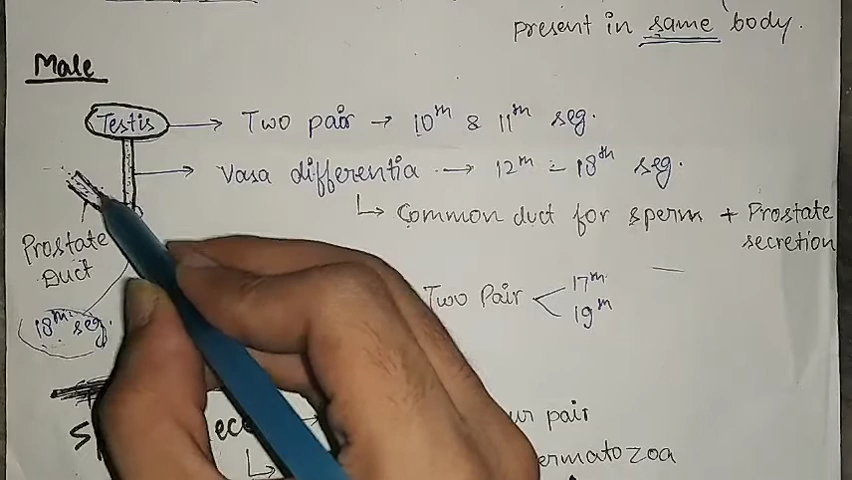 present in same body.
Male
Testis → Two pair → 10th & 11th seg.
Vasa differentia → 12th - 18th seg.
↳ Common duct for sperm + Prostate
secretion
Prostate
Duct
Two Pair < 17th
19th
18th seg.
pair